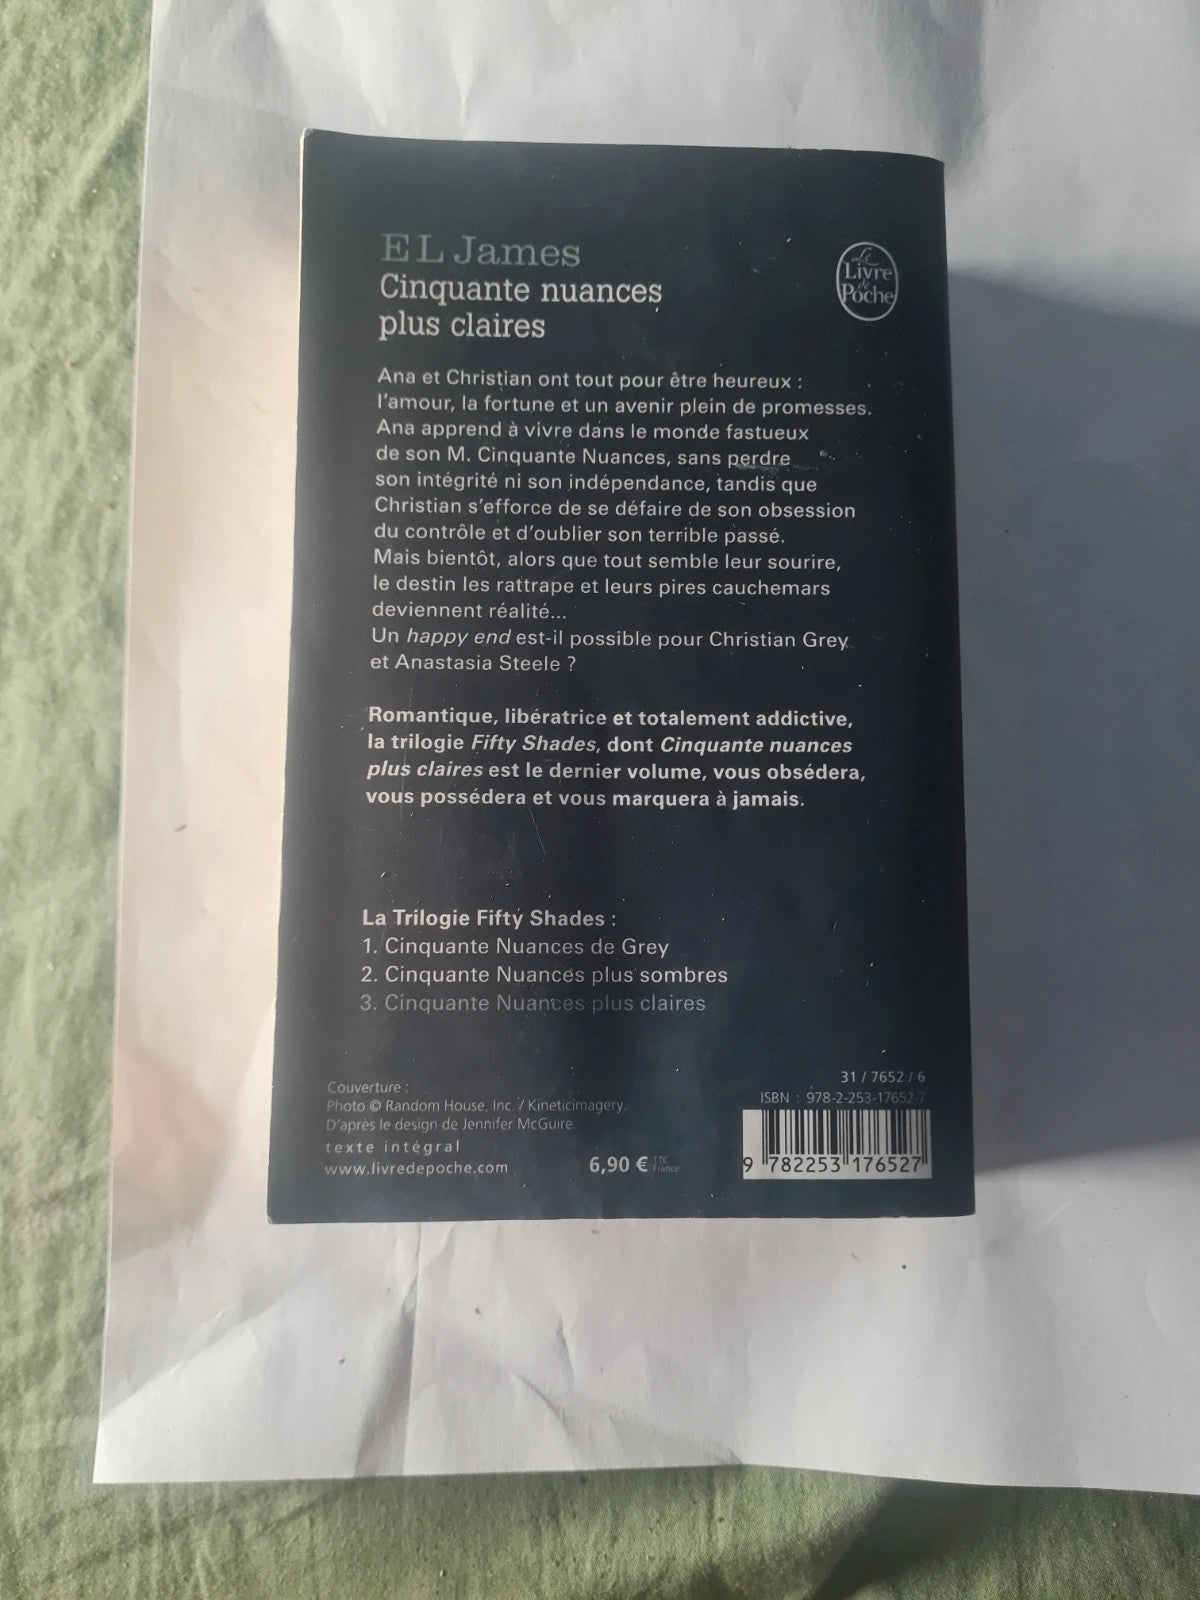 E L James
Cinquante nuances
plus claires
Le
Livre
de
Poche
Ana et Christian ont tout pour être heureux :
l'amour, la fortune et un avenir plein de promesses.
Ana apprend à vivre dans le monde fastueux
de son M. Cinquante Nuances, sans perdre
son intégrité ni son indépendance, tandis que
Christian s'efforce de se défaire de son obsession
du contrôle et d'oublier son terrible passé.
Mais bientôt, alors que tout semble leur sourire,
le destin les rattrape et leurs pires cauchemars
deviennent réalité...
Un happy end est-il possible pour Christian Grey
et Anastasia Steele ?
Romantique, libératrice et totalement addictive,
la trilogie Fifty Shades, dont Cinquante nuances
plus claires est le dernier volume, vous obsédera,
vous possédera et vous marquera à jamais.
La Trilogie Fifty Shades :
1. Cinquante Nuances de Grey
2. Cinquante Nuances plus sombres
3. Cinquante Nuances plus claires
Couverture :
Photo © Random House, Inc. / Kineticimagery.
D'après le design de Jennifer McGuire.
texte intégral
www.livredepoche.com
6,90 € TTC
France
31 / 7652 / 6
ISBN : 978-2-253-17652-7
9 782253 176527